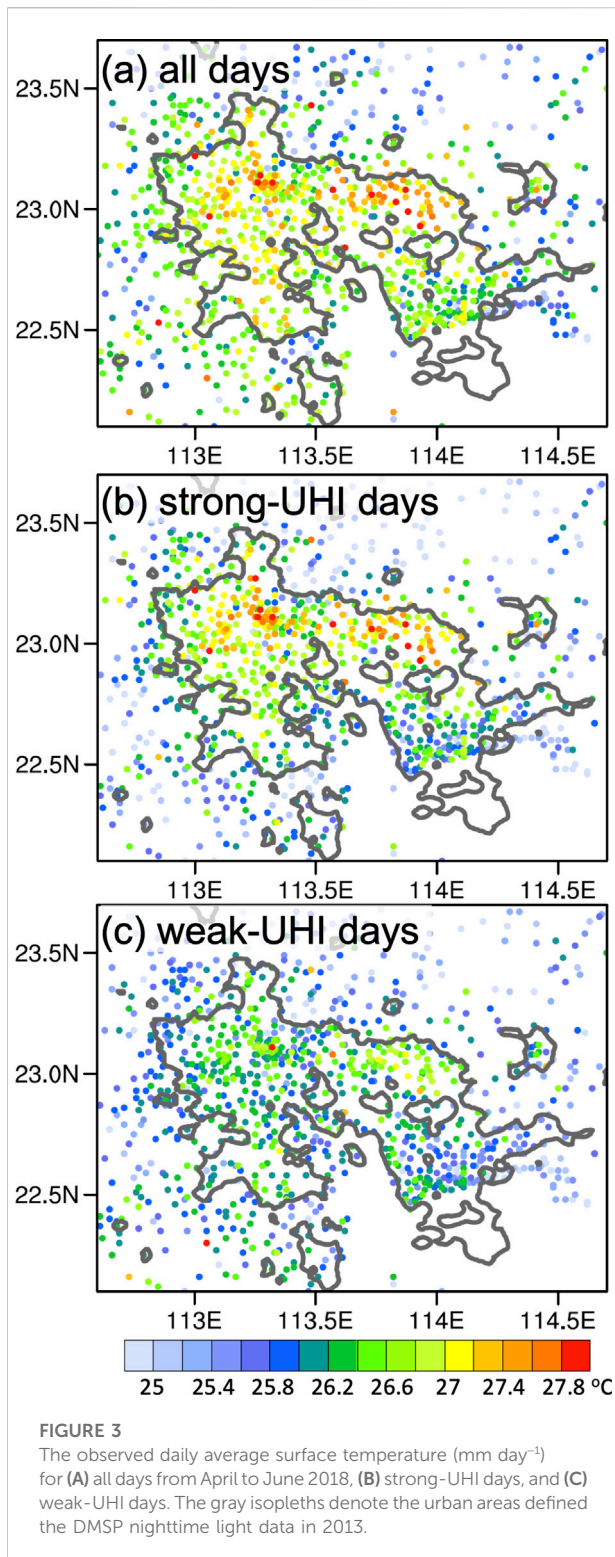 (a) all days
23.5N
23.0N
22.5N
113E 113.5E 114E 114.5E
(b) strong-UHI days
23.5N
23.0N
22.5N
113E 113.5E 114E 114.5E
(c) weak-UHI days
23.5N
23.0N
22.5N
113E 113.5E 114E 114.5E
25 25.4 25.8 26.2 26.6 27 27.4 27.8 ºC
FIGURE 3
The observed daily average surface temperature (mm day⁻¹)
for (A) all days from April to June 2018, (B) strong-UHI days, and (C)
weak-UHI days. The gray isopleths denote the urban areas defined
the DMSP nighttime light data in 2013.